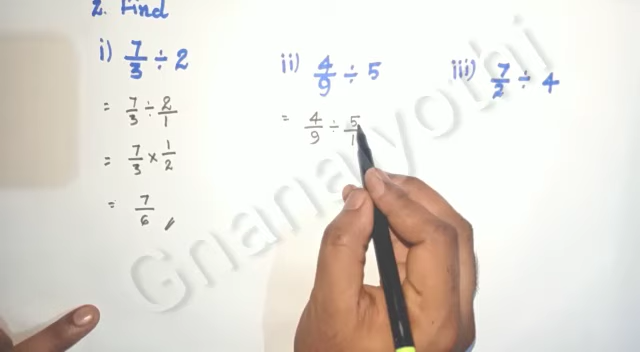 2. Find
i) 7/3 ÷ 2
= 7/3 ÷ 2/1
= 7/3 × 1/2
= 7/6
ii) 4/9 ÷ 5
= 4/9 ÷ 5/1
iii) 7/2 ÷ 4
Gnanajyothi